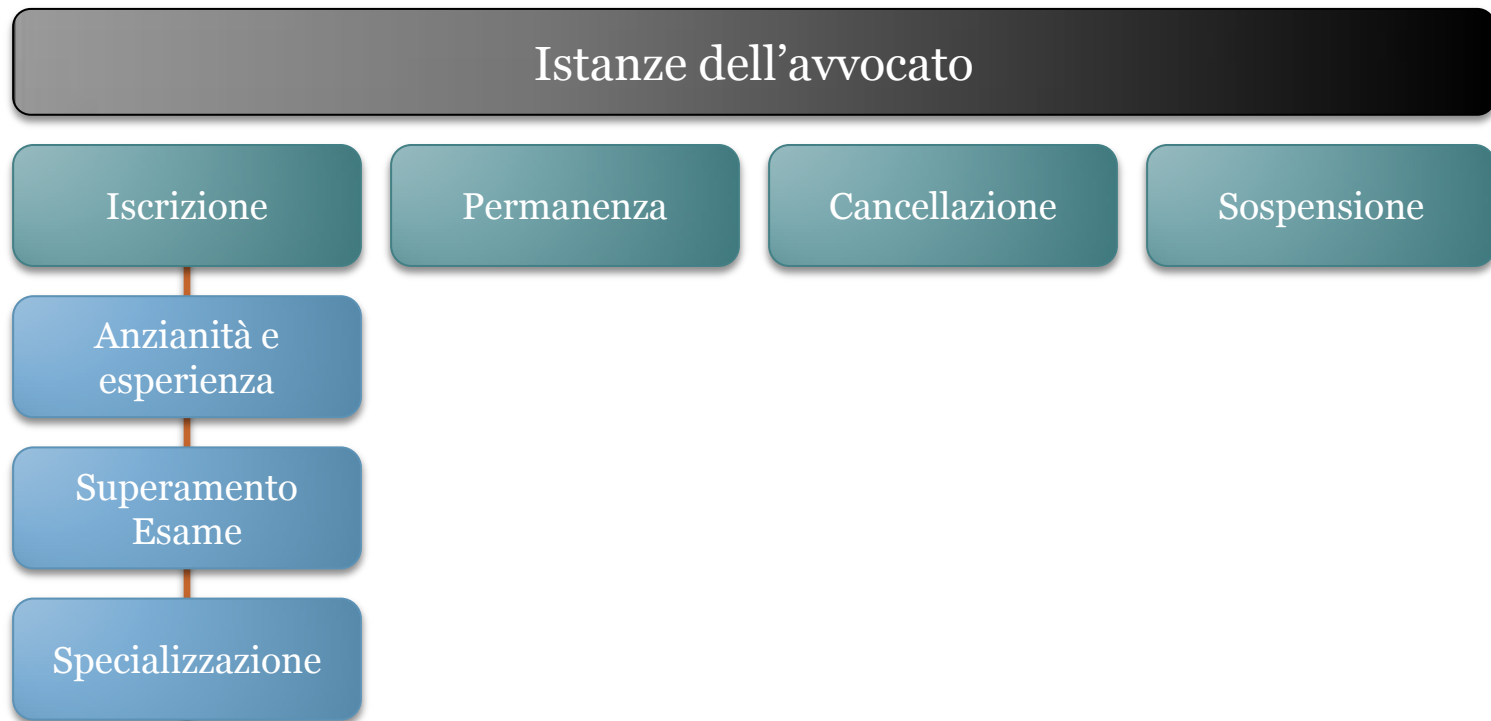 Istanze dell’avvocato
Iscrizione
Permanenza
Cancellazione
Sospensione
Anzianità e
esperienza
Superamento
Esame
Specializzazione